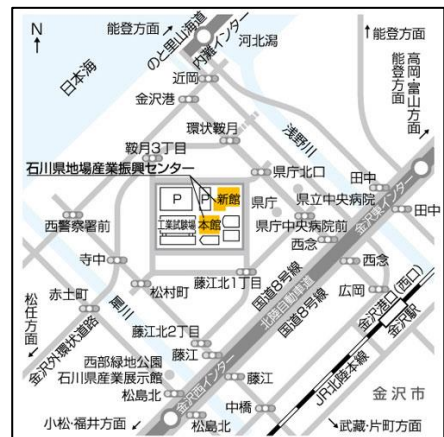 N
能登方面
のと里山海道
内灘インター
河北潟
能登方面
高岡・富山方面
能登方面
日本海
近岡
金沢港
環状鞍月
浅野川
鞍月3丁目
石川県地場産業振興センター
県庁北口
P
P
新館
県庁
県立中央病院
田中
金沢東インター
工業試験場
本館
県庁中央病院前
田中
西警察署前
西念
寺中
西念
藤江北1丁目
国道8号線
北陸自動車道
国道8号線
広岡
金沢港口(西口)
金沢駅
赤土町
松村町
犀川
松任方面
金沢外環状道路
藤江北2丁目
西部緑地公園
藤江
石川県産業展示館
藤江
JR北陸本線
金沢市
松島北
金沢西インター
中橋
小松・福井方面
松島北
武蔵・片町方面